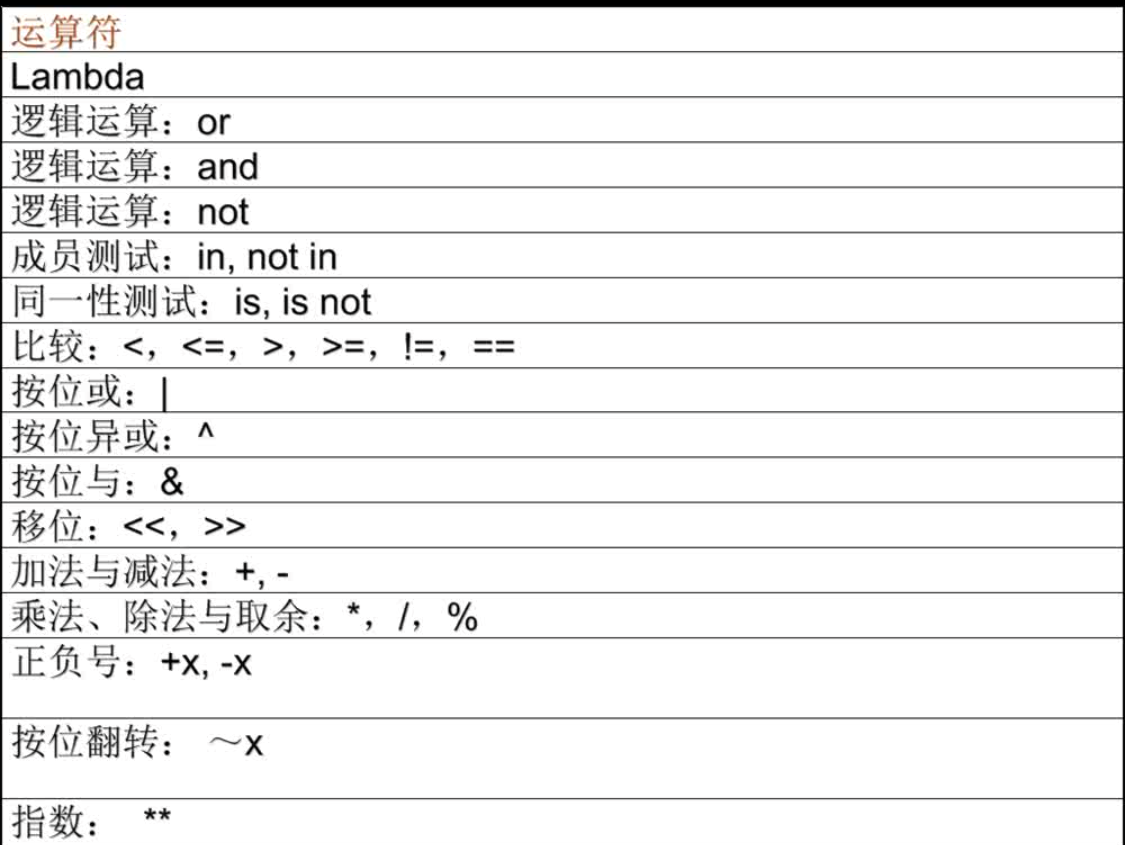 运算符
Lambda
逻辑运算：or
逻辑运算：and
逻辑运算：not
成员测试：in, not in
同一性测试：is, is not
比较：<，<=，>，>=，!=，==
按位或：|
按位异或：^
按位与：&
移位：<<，>>
加法与减法：+, -
乘法、除法与取余：*，/，%
正负号：+x, -x
按位翻转： ～x
指数： **